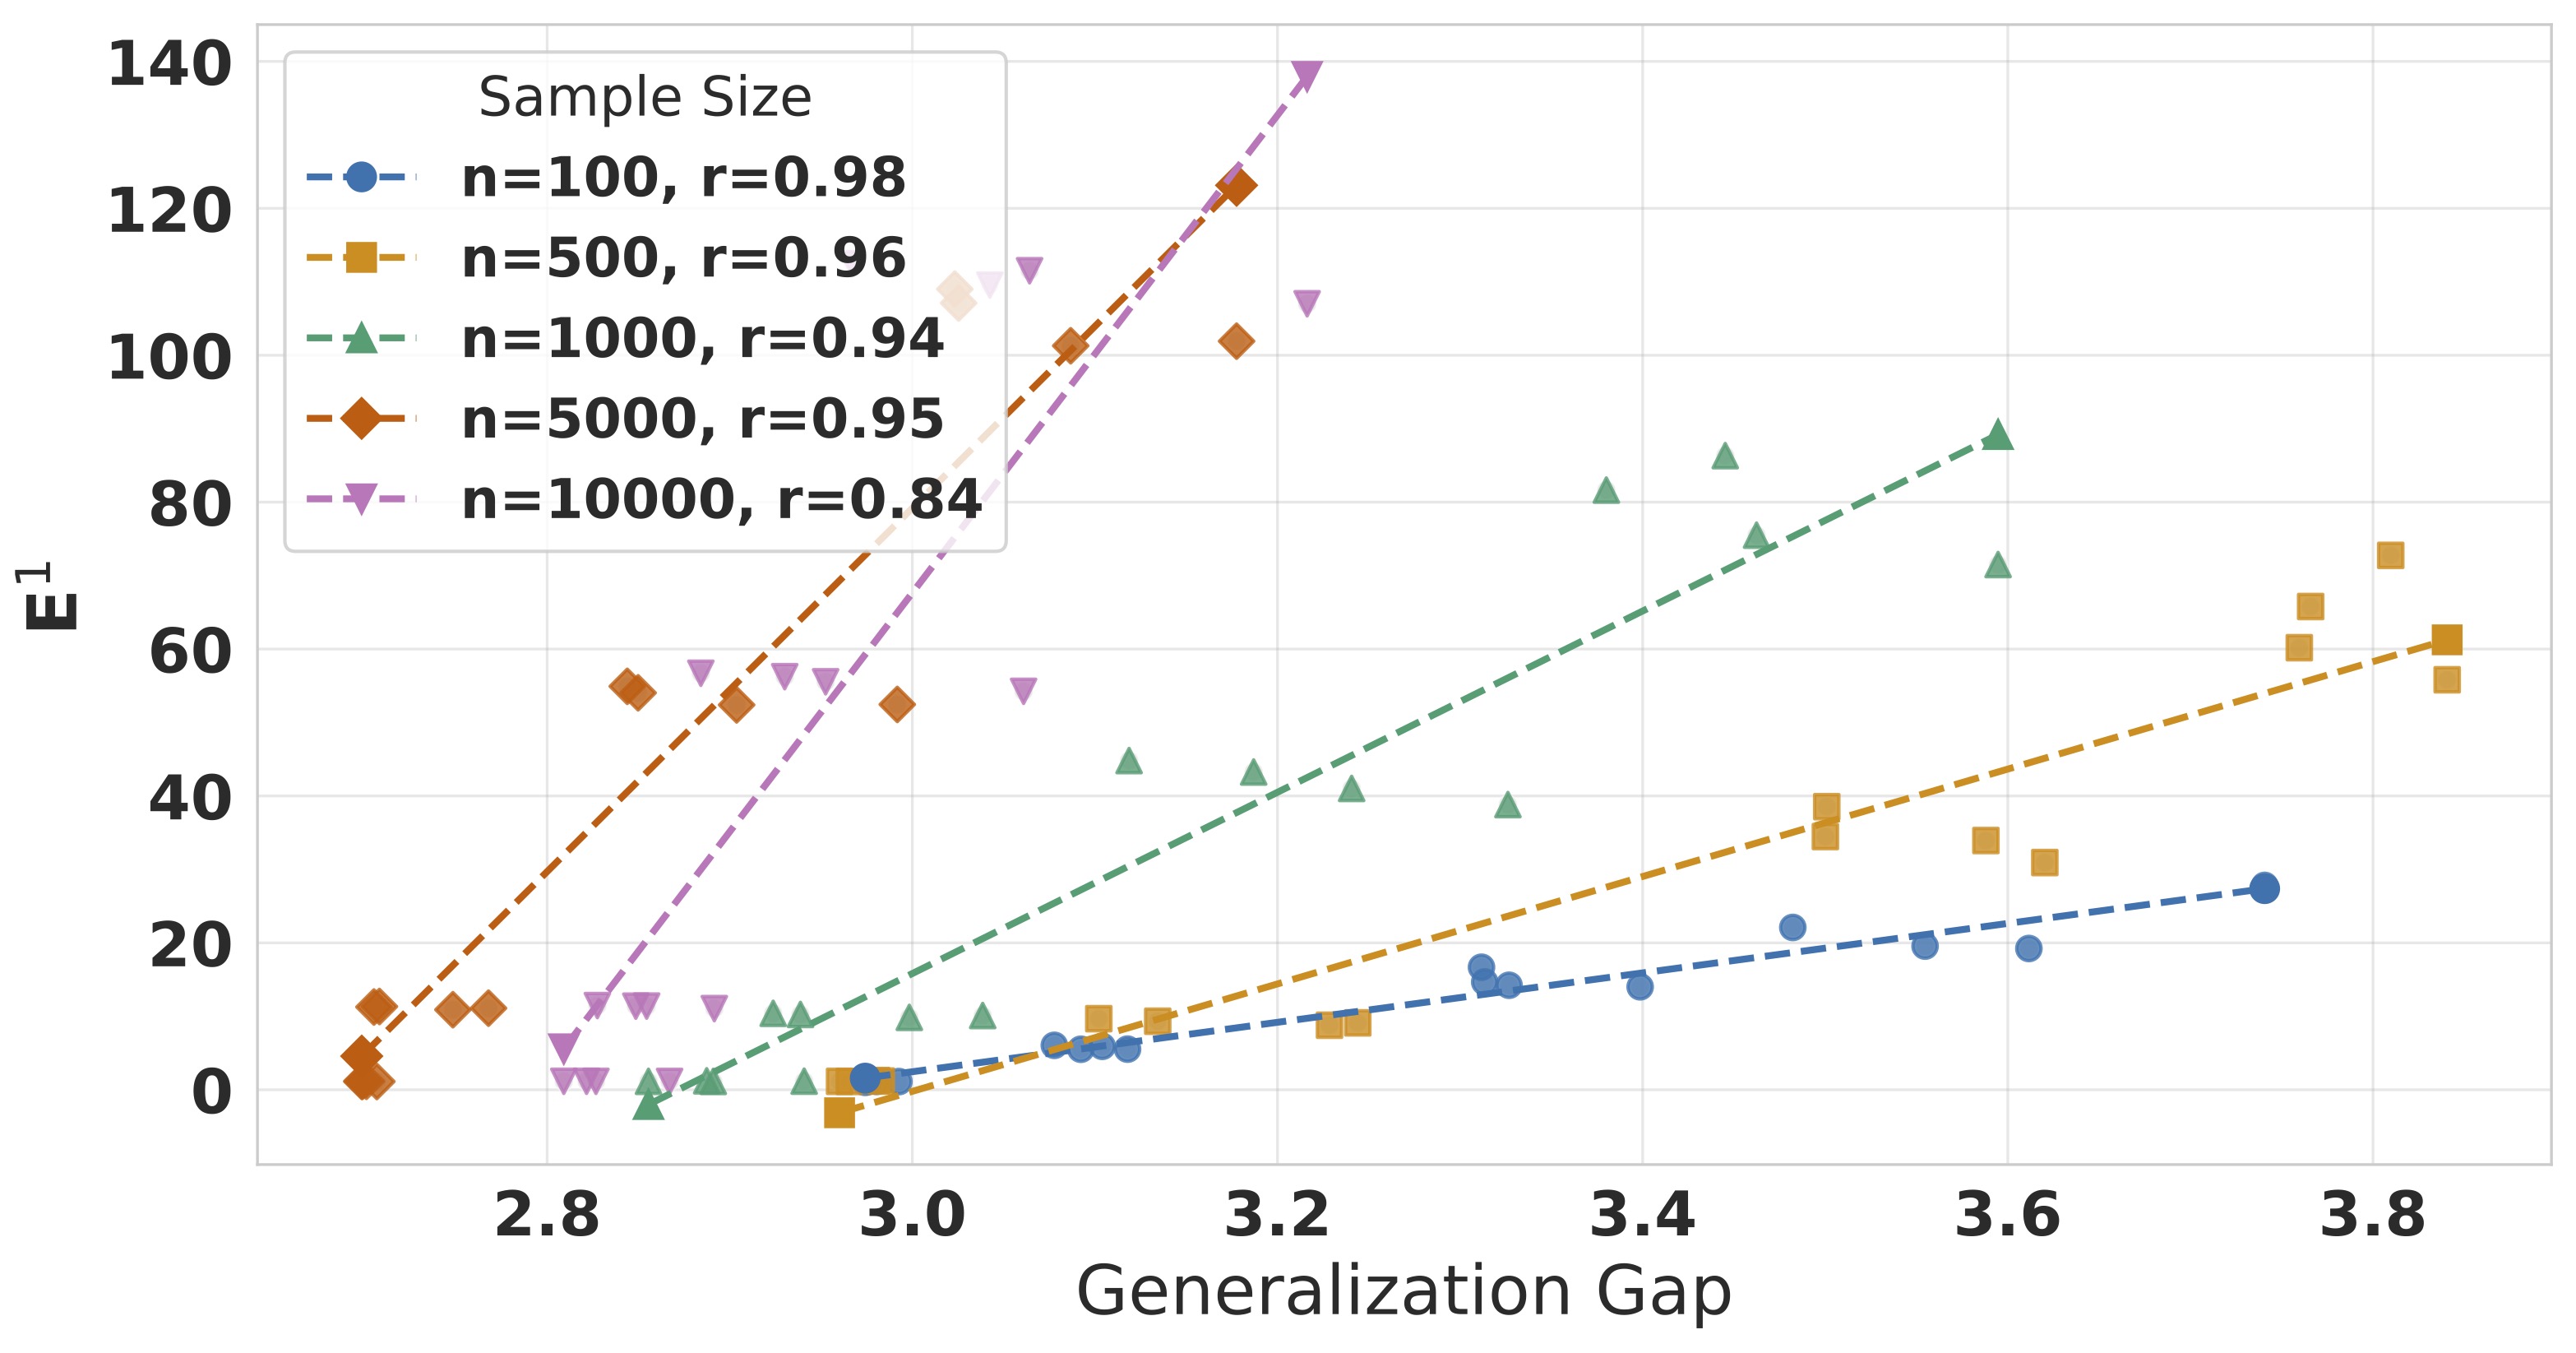 140
120
100
80
60
40
20
0
E¹
Sample Size
n=100, r=0.98
n=500, r=0.96
n=1000, r=0.94
n=5000, r=0.95
n=10000, r=0.84
2.8 3.0 3.2 3.4 3.6 3.8
Generalization Gap